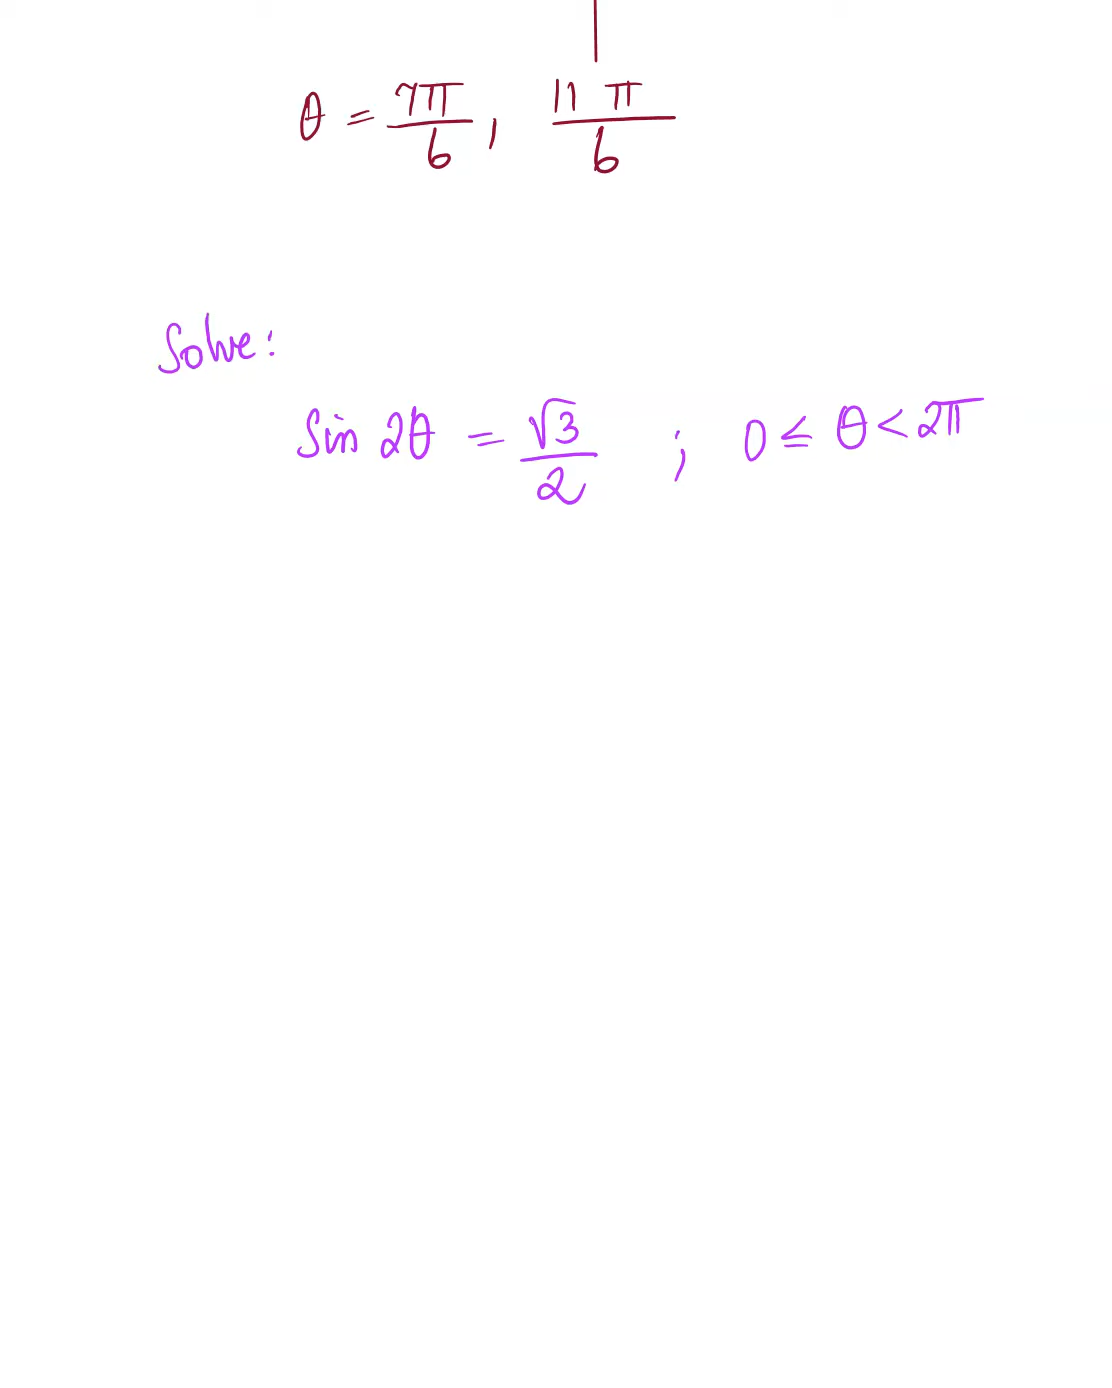 θ = 7π/6, 11π/6
Solve:
Sin 2θ = √3/2 ; 0 ≤ θ < 2π